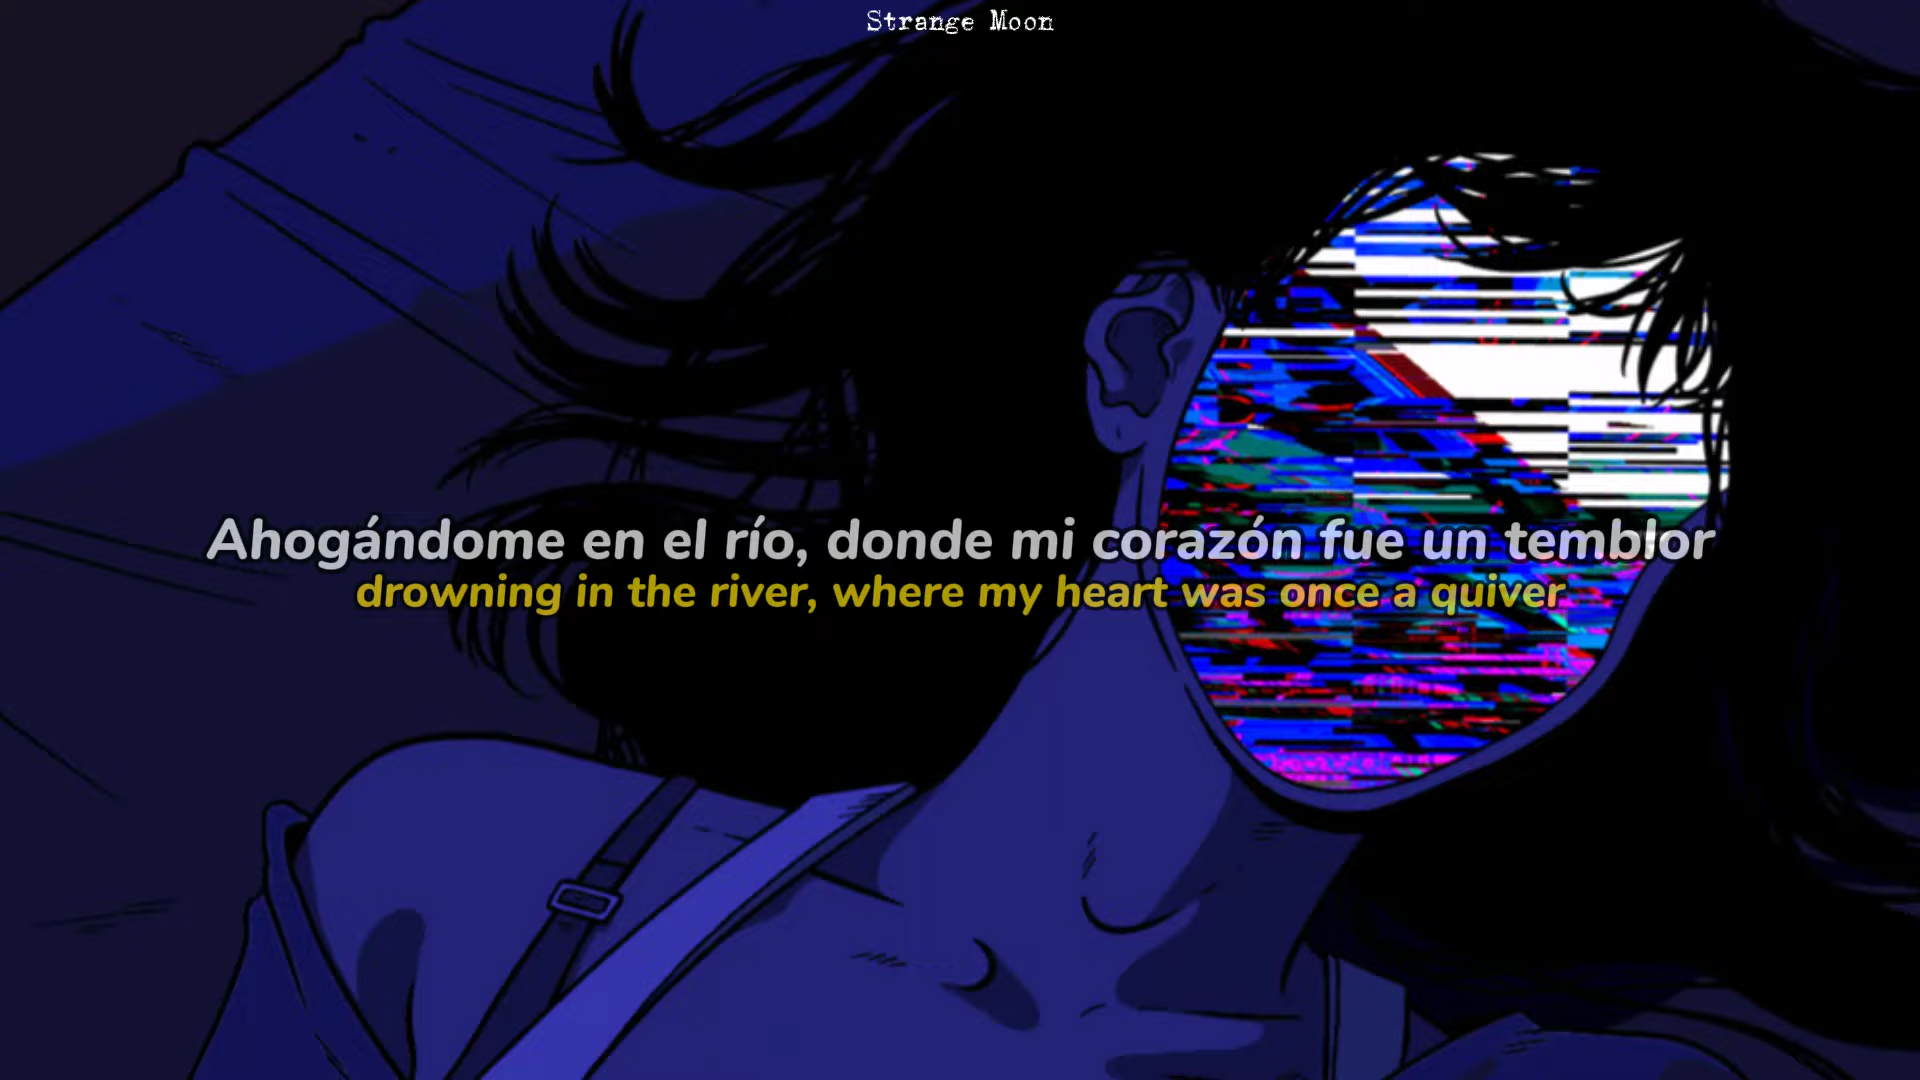 Strange Moon
Ahogándome en el río, donde mi corazón fue un temblor
drowning in the river, where my heart was once a quiver